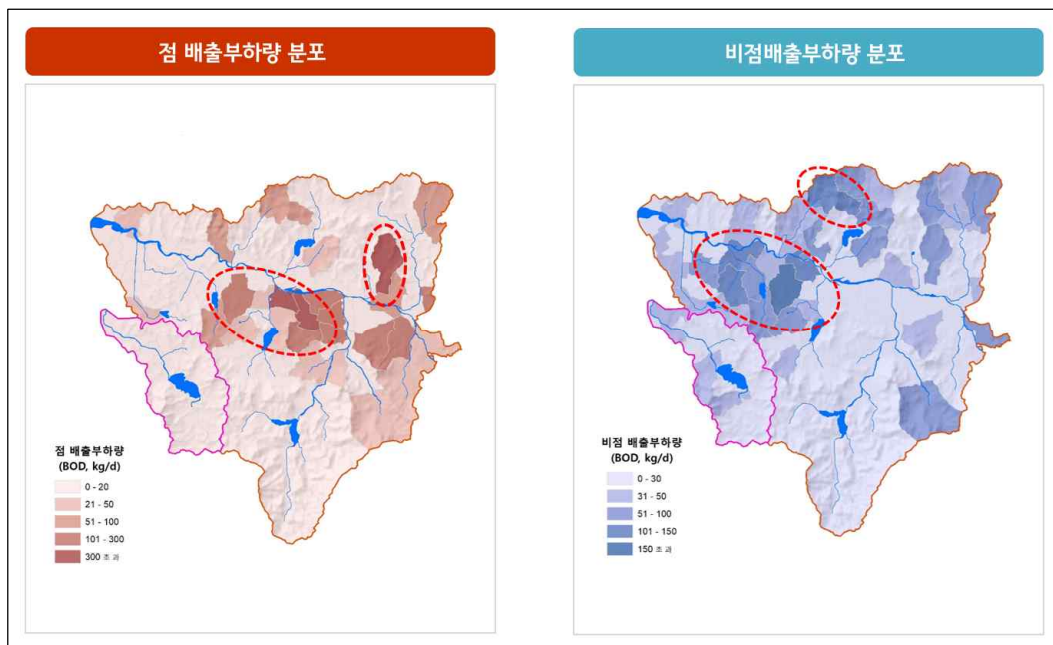 점 배출부하량 분포
비점배출부하량 분포
점 배출부하량
(BOD, kg/d)
0 - 20
21 - 50
51 - 100
101 - 300
300 초과
비점 배출부하량
(BOD, kg/d)
0 - 30
31 - 50
51 - 100
101 - 150
150 초과